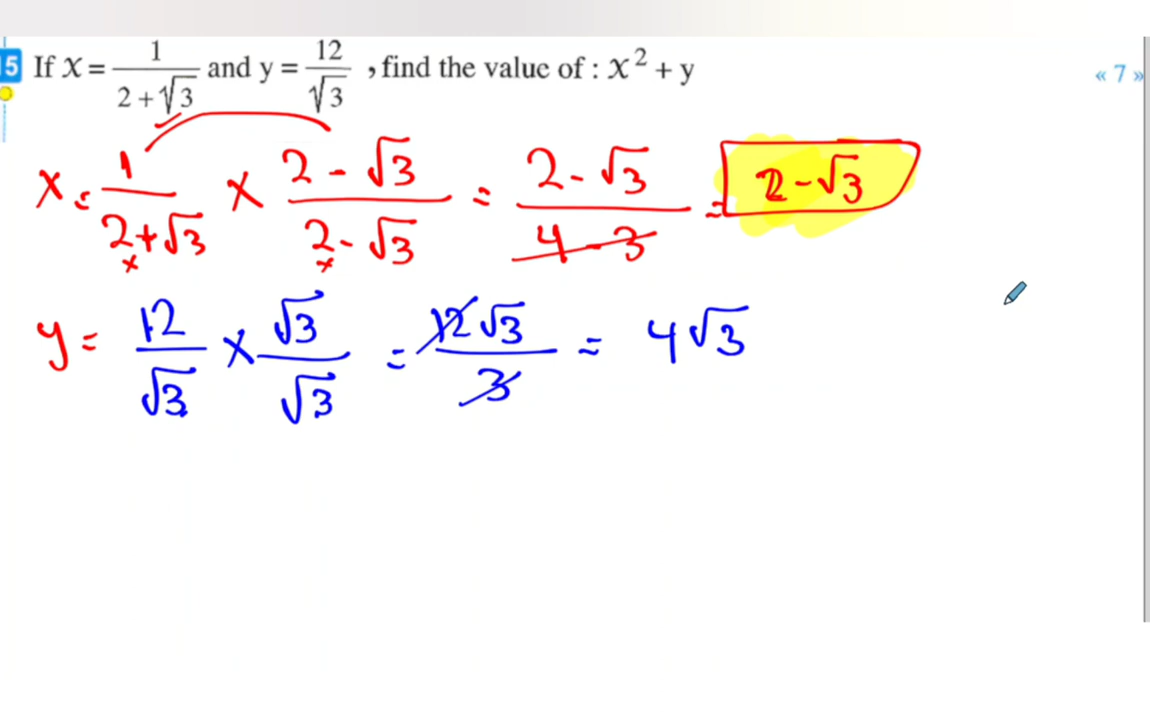 15 If x = 1/(2 + √3) and y = 12/√3 , find the value of : x² + y « 7 »
x = 1/(2+√3) × (2 - √3)/(2 - √3) = (2 - √3)/(4 - 3) = 2 - √3
y = 12/√3 × √3/√3 = 12√3/3 = 4√3